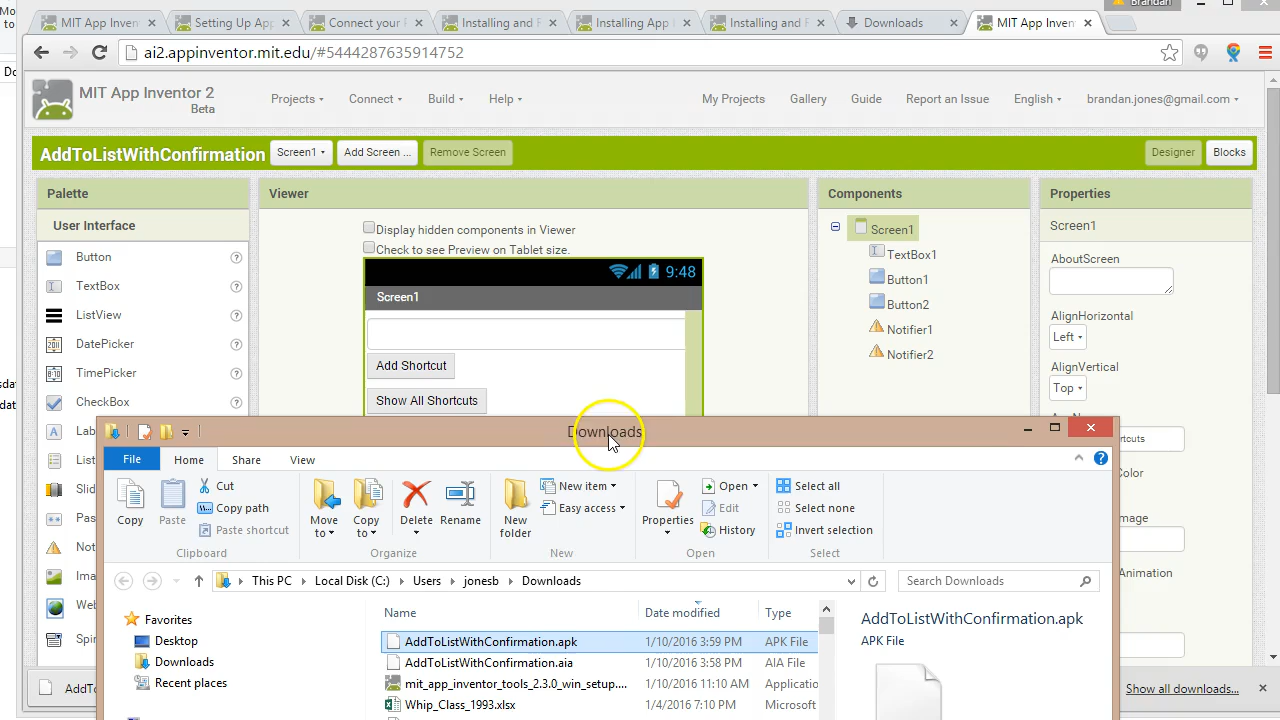 Brandan
MIT App Inven
Setting Up App
Connect your
Installing and
Installing App
Installing and
Downloads
MIT App Inven
ai2.appinventor.mit.edu/#5444287635914752
MIT App Inventor 2
Beta
Projects
Connect
Build
Help
My Projects
Gallery
Guide
Report an Issue
English
brandan.jones@gmail.com
AddToListWithConfirmation
Screen1
Add Screen ...
Remove Screen
Designer
Blocks
Palette
Viewer
Components
Properties
User Interface
Button
TextBox
ListView
DatePicker
TimePicker
CheckBox
Display hidden components in Viewer
Check to see Preview on Tablet size.
9:48
Screen1
Add Shortcut
Show All Shortcuts
Screen1
TextBox1
Button1
Button2
Notifier1
Notifier2
Screen1
AboutScreen
AlignHorizontal
Left
AlignVertical
Top
Downloads
File
Home
Share
View
Copy
Paste
Cut
Copy path
Paste shortcut
Clipboard
Move to
Copy to
Delete
Rename
Organize
New folder
New item
Easy access
New
Properties
Open
Edit
History
Open
Select all
Select none
Invert selection
Select
This PC
Local Disk (C:)
Users
jonesb
Downloads
Search Downloads
Favorites
Desktop
Downloads
Recent places
Name
Date modified
Type
AddToListWithConfirmation.apk 1/10/2016 3:59 PM APK File
AddToListWithConfirmation.aia 1/10/2016 3:58 PM AIA File
mit_app_inventor_tools_2.3.0_win_setup.... 1/10/2016 11:10 AM Applicatio
Whip_Class_1993.xlsx 1/4/2016 7:10 PM Microsoft
AddToListWithConfirmation.apk
APK File
Show all downloads...